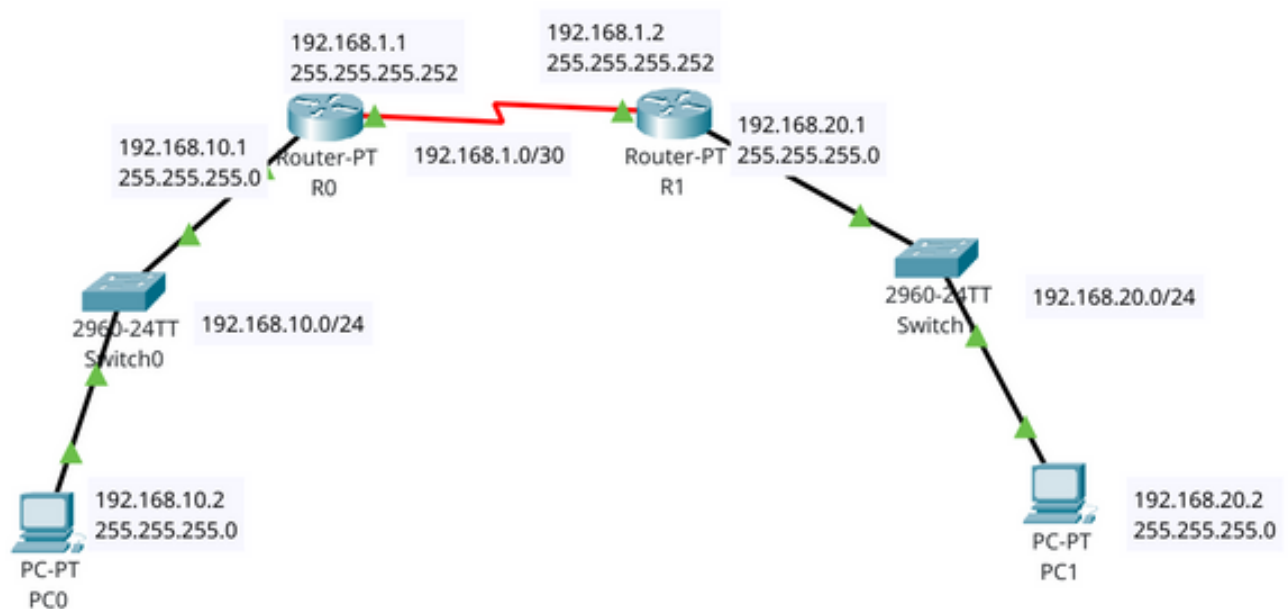 192.168.1.1
255.255.255.252
192.168.1.2
255.255.255.252
192.168.10.1
255.255.255.0
Router-PT
R0
192.168.1.0/30
Router-PT
R1
192.168.20.1
255.255.255.0
2960-24TT
Switch0
192.168.10.0/24
2960-24TT
Switch
192.168.20.0/24
192.168.10.2
255.255.255.0
PC-PT
PC0
192.168.20.2
255.255.255.0
PC-PT
PC1